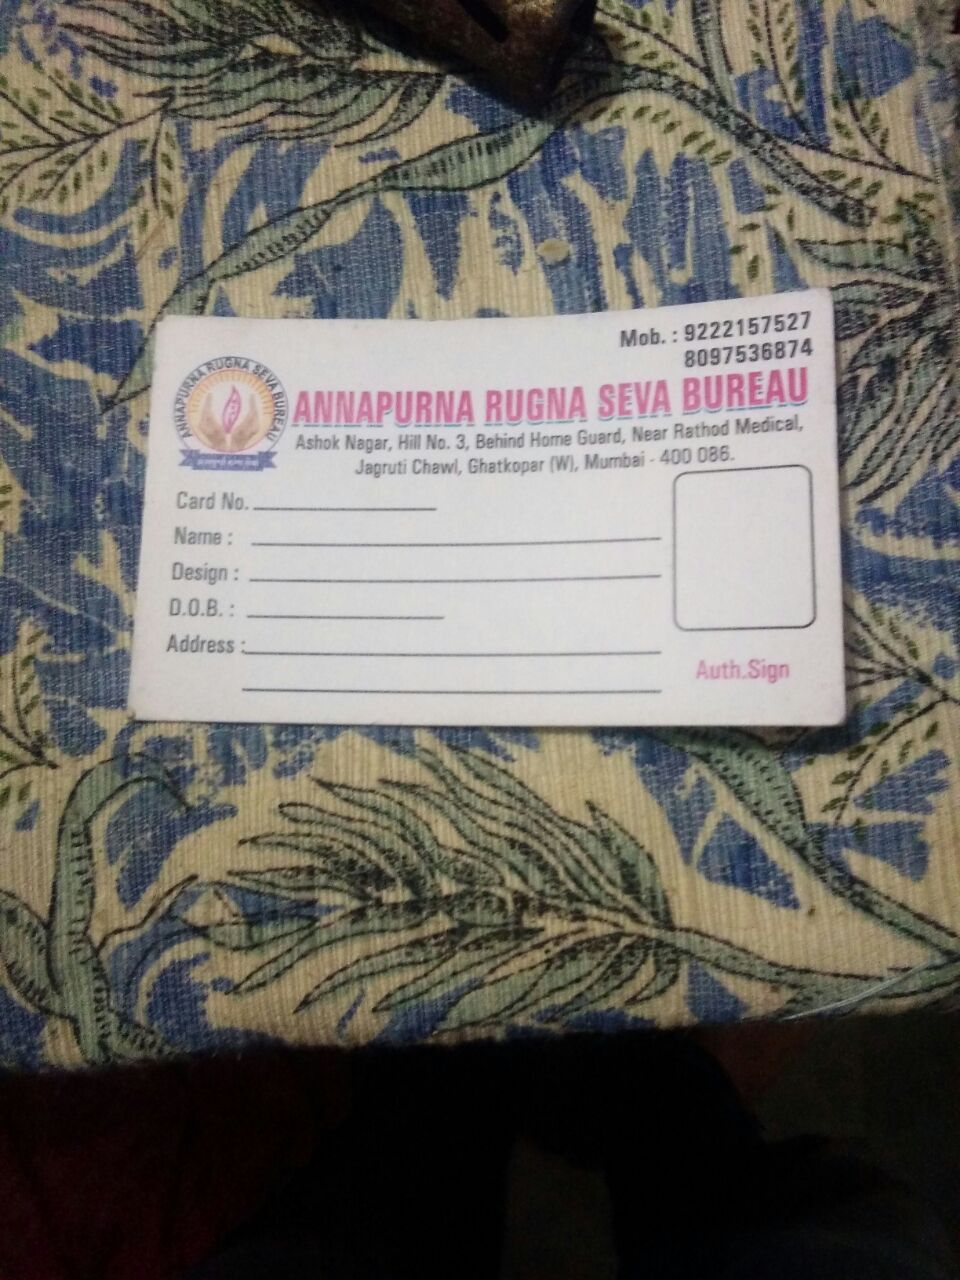 Mob. : 9222157527
8097536874
ANNAPURNA RUGNA SEVA BUREAU
ANNAPURNA RUGNA SEVA BUREAU
Ashok Nagar, Hill No. 3, Behind Home Guard, Near Rathod Medical,
Jagruti Chawl, Ghatkopar (W), Mumbai - 400 086.
Card No.
Name :
Design :
D.O.B. :
Address :
Auth.Sign